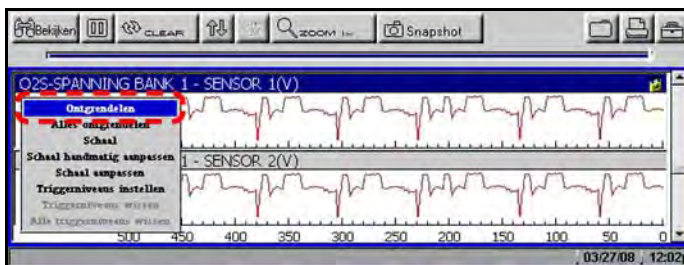 Bekijken CLEAR ZOOM Snapshot
O2S-SPANNING BANK 1 - SENSOR 1(V)
Ontgrendelen
Alles ontgrendelen
Schaal
Schaal handmatig aanpassen
1 - SENSOR 2(V)
Schaal aanpassen
Triggerniveaus instellen
Triggerniveaus wissen
Alle triggerniveaus wissen
500 450 400 350 300 250 200 150 100 50 0
03/27/08 12:02